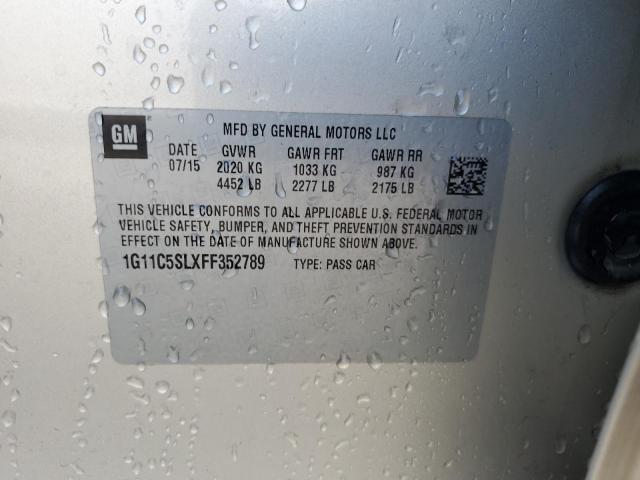 GM
MFD BY GENERAL MOTORS LLC
DATE GVWR GAWR FRT GAWR RR
07/15 2020 KG 1033 KG 987 KG
4452 LB 2277 LB 2175 LB
THIS VEHICLE CONFORMS TO ALL APPLICABLE U.S. FEDERAL MOTOR
VEHICLE SAFETY, BUMPER, AND THEFT PREVENTION STANDARDS IN
EFFECT ON THE DATE OF MANUFACTURE SHOWN ABOVE.
1G11C5SLXFF352789 TYPE: PASS CAR